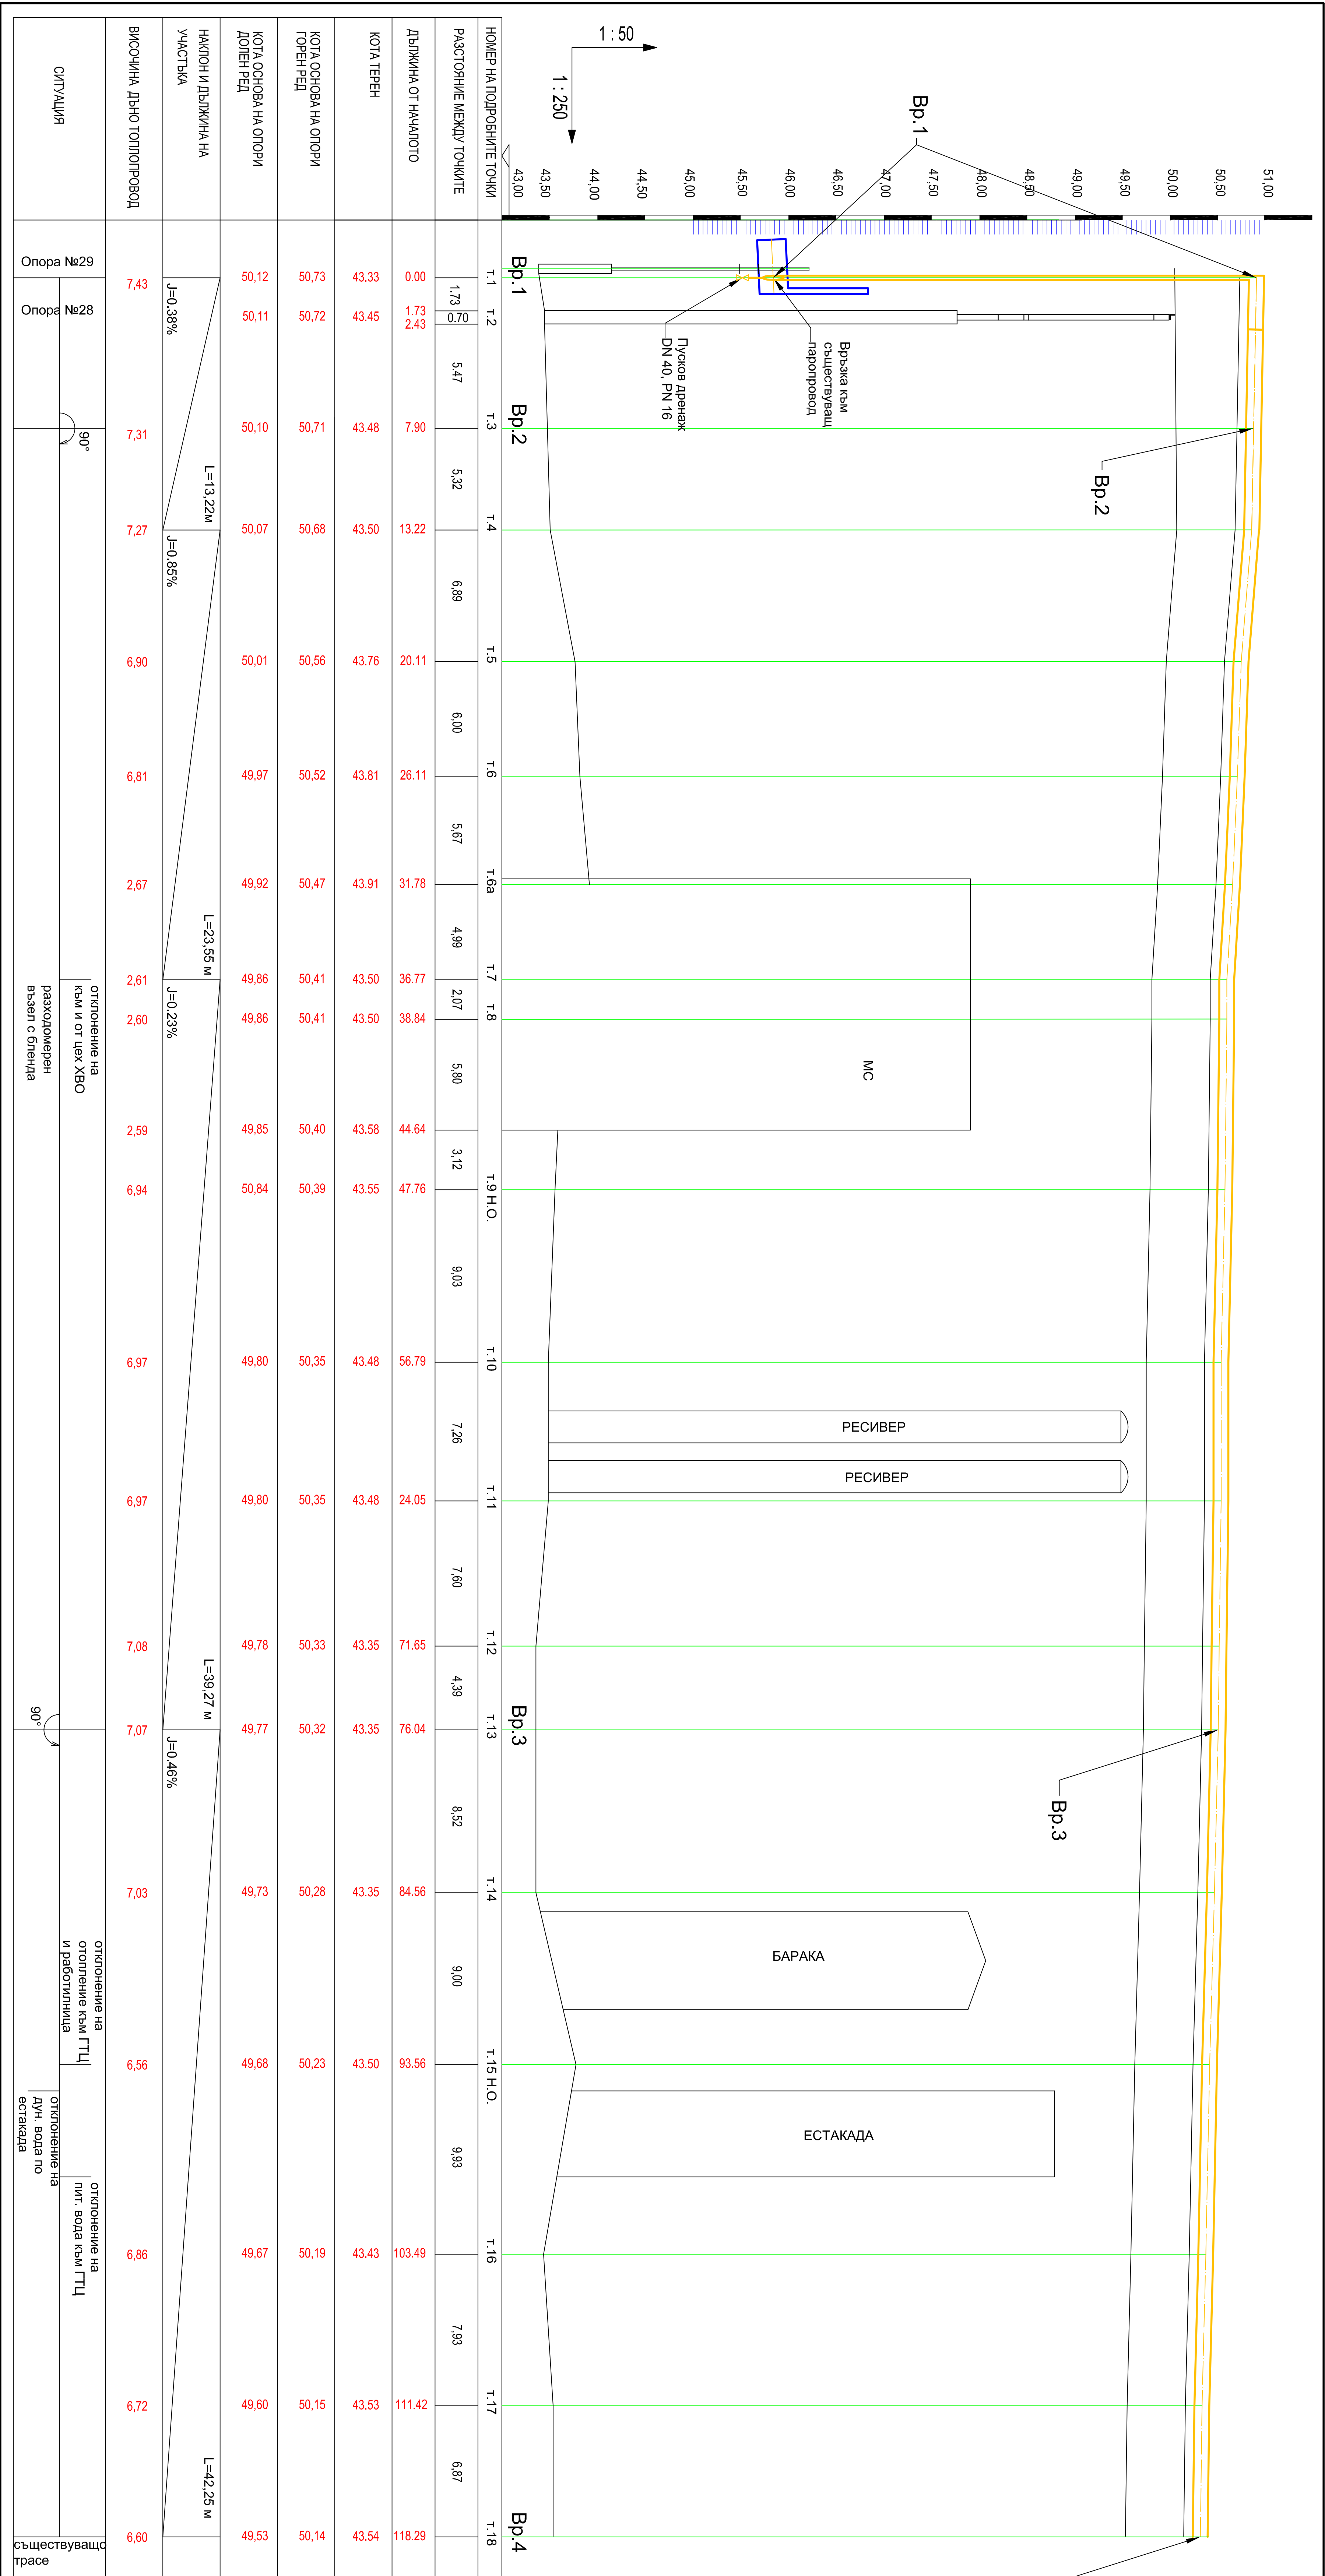 1 : 50
1 : 250
51,00
50,50
50,00
49,50
49,00
48,50
48,00
47,50
47,00
46,50
46,00
45,50
45,00
44,50
44,00
43,50
43,00
Вр.1
Вр.2
Вр.3
Връзка към
съществуващ
паропровод
Пусков дренаж
DN 40, PN 16
МС
РЕСИВЕР
РЕСИВЕР
БАРАКА
ЕСТАКАДА
Вр.1
Вр.2
Вр.3
Вр.4
НОМЕР НА ПОДРОБНИТЕ ТОЧКИ
т.1 т.2 т.3 т.4 т.5 т.6 т.6а т.7 т.8 т.9 Н.О. т.10 т.11 т.12 т.13 т.14 т.15 Н.О. т.16 т.17 т.18
РАЗСТОЯНИЕ МЕЖДУ ТОЧКИТЕ
1.73 0.70 5.47 5,32 6,89 6,00 5,67 4,99 2,07 5,80 3,12 9,03 7,26 7,60 4,39 8,52 9,00 9,93 7,93 6,87
ДЪЛЖИНА ОТ НАЧАЛОТО
0.00 1.73 2.43 7.90 13.22 20.11 26.11 31.78 36.77 38.84 44.64 47.76 56.79 24.05 71.65 76.04 84.56 93.56 103.49 111.42 118.29
КОТА ТЕРЕН
43.33 43.45 43.48 43.50 43.76 43.81 43.91 43.50 43.50 43.58 43.55 43.48 43.48 43.35 43.35 43.35 43.50 43.43 43.53 43.54
КОТА ОСНОВА НА ОПОРИ
ГОРЕН РЕД
50,73 50,72 50,71 50,68 50,56 50,52 50,47 50,41 50,41 50,40 50,39 50,35 50,35 50,33 50,32 50,28 50,23 50,19 50,15 50,14
КОТА ОСНОВА НА ОПОРИ
ДОЛЕН РЕД
50,12 50,11 50,10 50,07 50,01 49,97 49,92 49,86 49,86 49,85 50,84 49,80 49,80 49,78 49,77 49,73 49,68 49,67 49,60 49,53
НАКЛОН И ДЪЛЖИНА НА
УЧАСТЪКА
J=0.38% L=13,22м J=0.85% L=23,55 м J=0.23% L=39,27 м J=0.46% L=42,25 м
ВИСОЧИНА ДЪНО ТОПЛОПРОВОД
7,43 7,31 7,27 6,90 6,81 2,67 2,61 2,60 2,59 6,94 6,97 6,97 7,08 7,07 7,03 6,56 6,86 6,72 6,60
СИТУАЦИЯ
Опора №29
Опора №28
90°
отклонение на
към и от цех ХВО
разходомерен
възел с бленда
90°
отклонение на
отопление към ГТЦ
и работилница
отклонение на
дун. вода по
естакада
отклонение на
пит. вода към ГТЦ
съществуващо
трасе